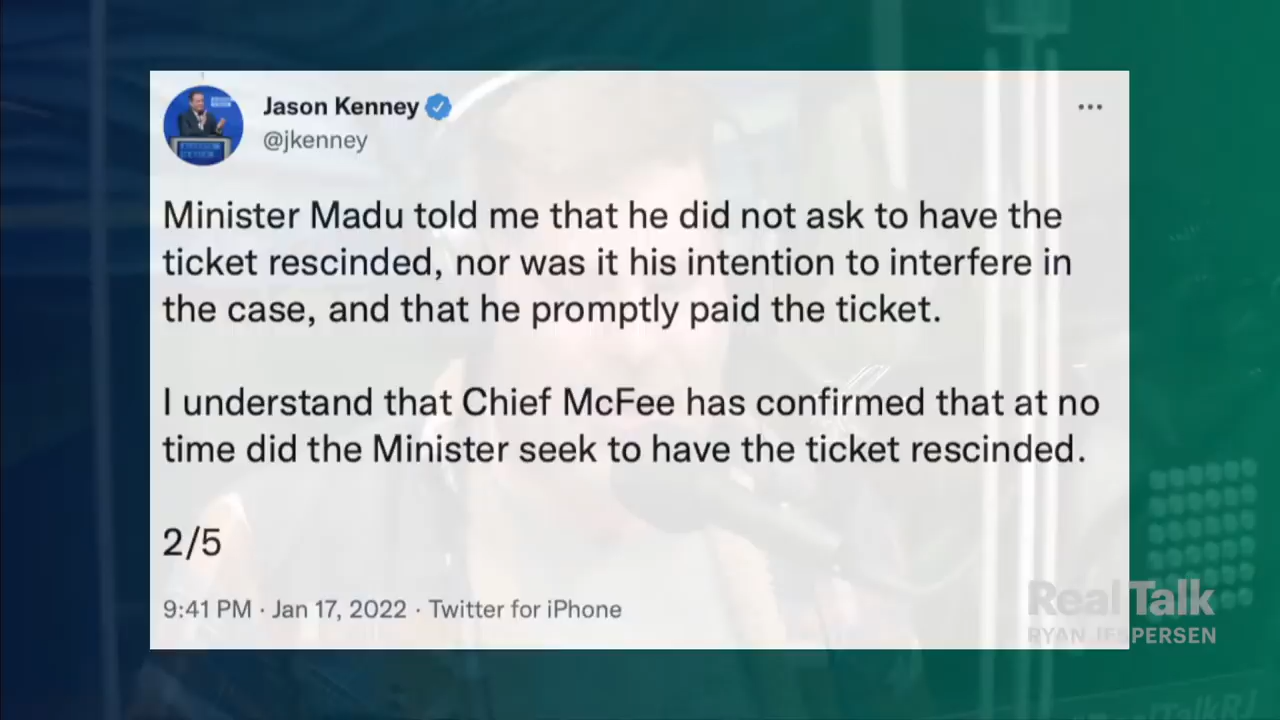 Jason Kenney
@jkenney
Minister Madu told me that he did not ask to have the
ticket rescinded, nor was it his intention to interfere in
the case, and that he promptly paid the ticket.
I understand that Chief McFee has confirmed that at no
time did the Minister seek to have the ticket rescinded.
2/5
9:41 PM · Jan 17, 2022 · Twitter for iPhone
Real Talk
RYAN JESPERSEN